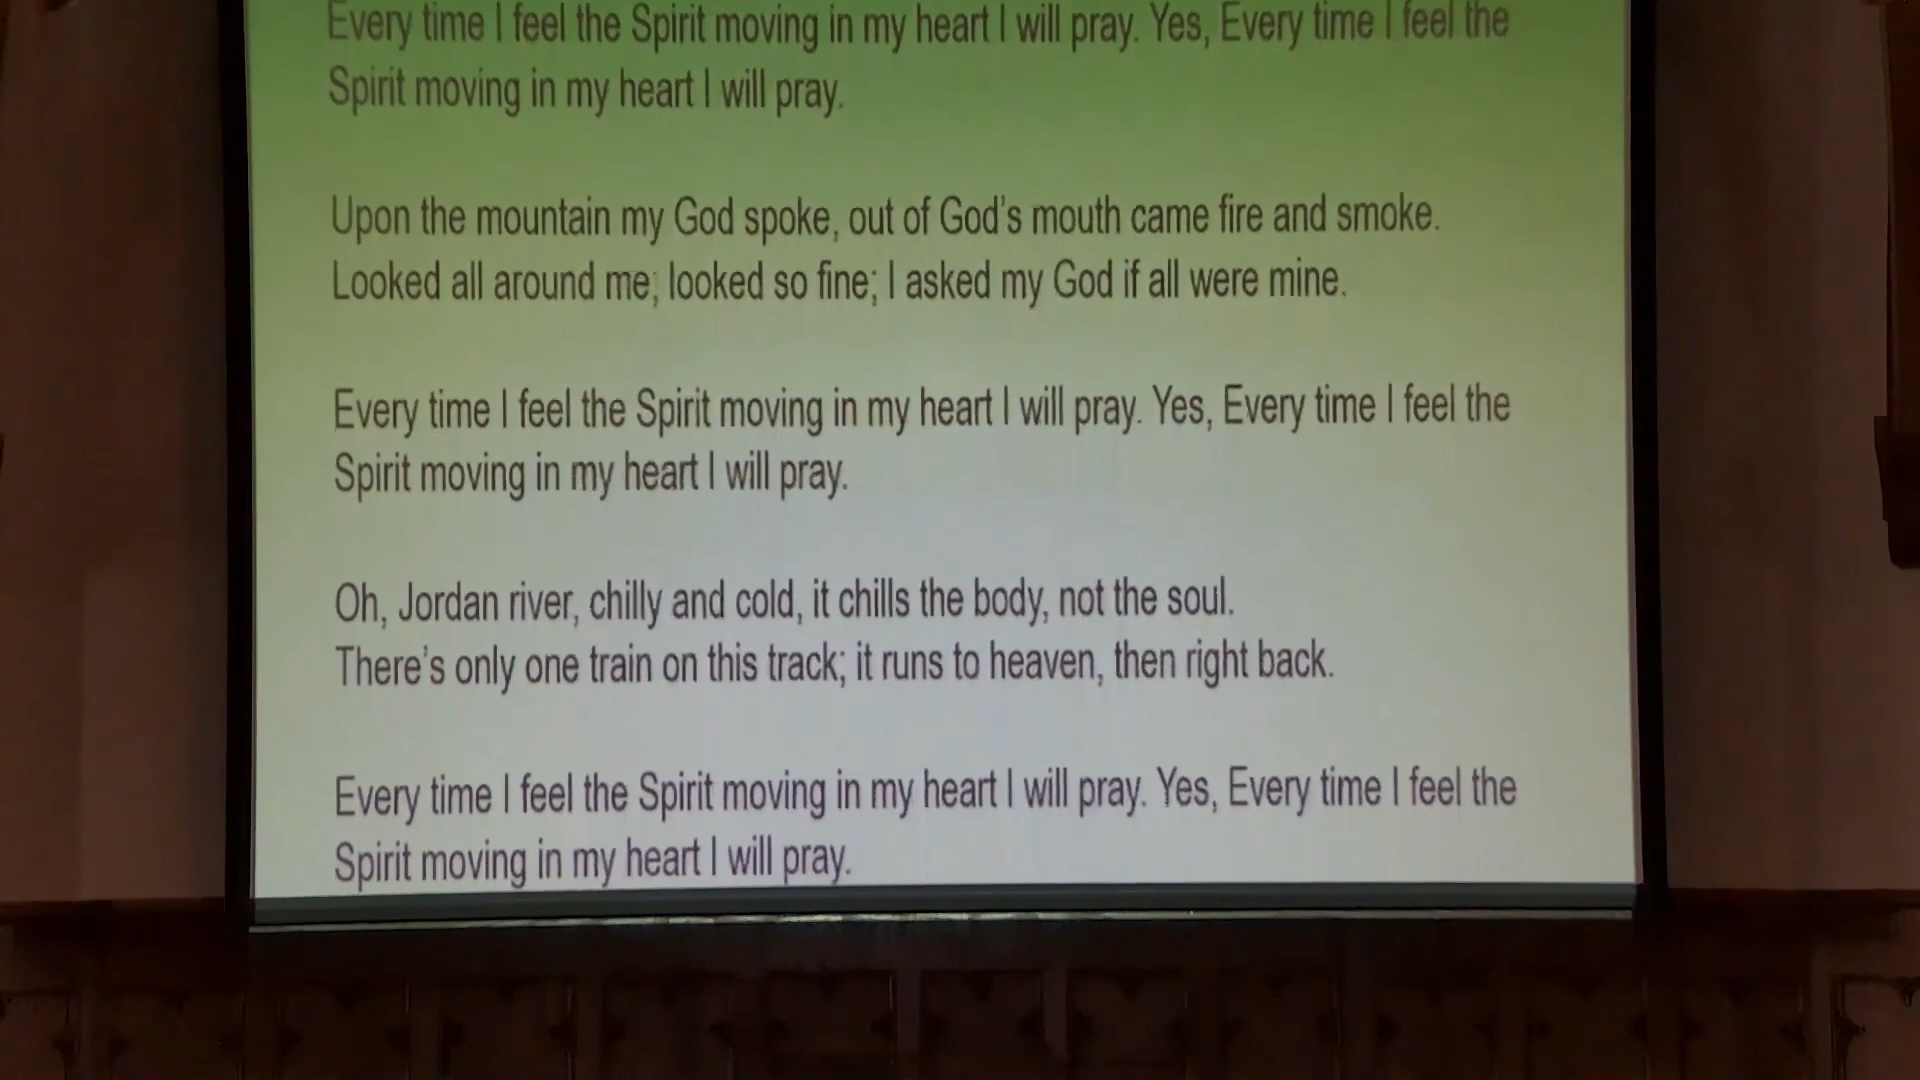 Every time I feel the Spirit moving in my heart I will pray. Yes, Every time I feel the
Spirit moving in my heart I will pray.
Upon the mountain my God spoke, out of God's mouth came fire and smoke.
Looked all around me; looked so fine; I asked my God if all were mine.
Every time I feel the Spirit moving in my heart I will pray. Yes, Every time I feel the
Spirit moving in my heart I will pray.
Oh, Jordan river, chilly and cold, it chills the body, not the soul.
There's only one train on this track; it runs to heaven, then right back.
Every time I feel the Spirit moving in my heart I will pray. Yes, Every time I feel the
Spirit moving in my heart I will pray.